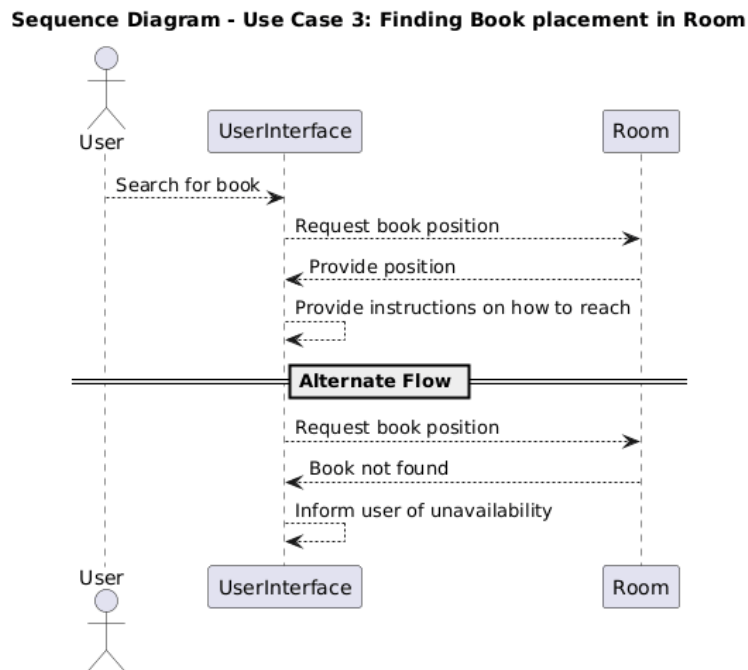 Sequence Diagram - Use Case 3: Finding Book placement in Room
User
UserInterface
Room
Search for book
Request book position
Provide position
Provide instructions on how to reach
Alternate Flow
Request book position
Book not found
Inform user of unavailability
User
UserInterface
Room